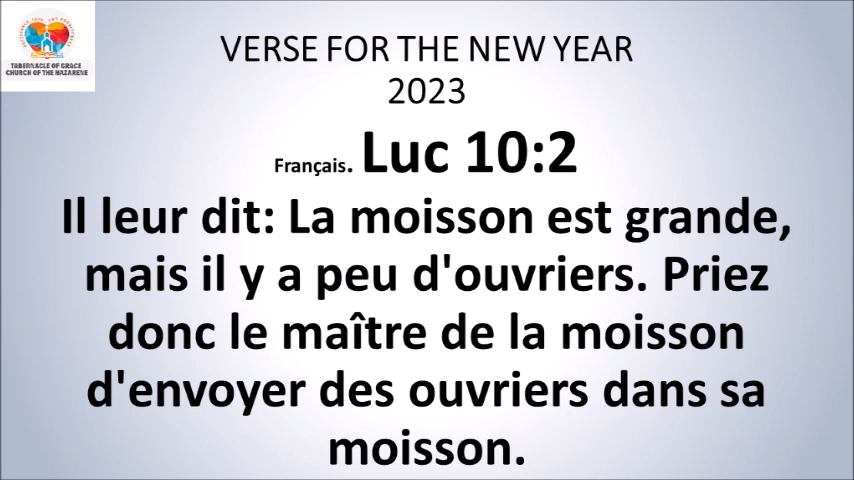 TABERNACLE OF GRACE
CHURCH OF THE NAZARENE
VERSE FOR THE NEW YEAR
2023
Français. Luc 10:2
Il leur dit: La moisson est grande,
mais il y a peu d'ouvriers. Priez
donc le maître de la moisson
d'envoyer des ouvriers dans sa
moisson.